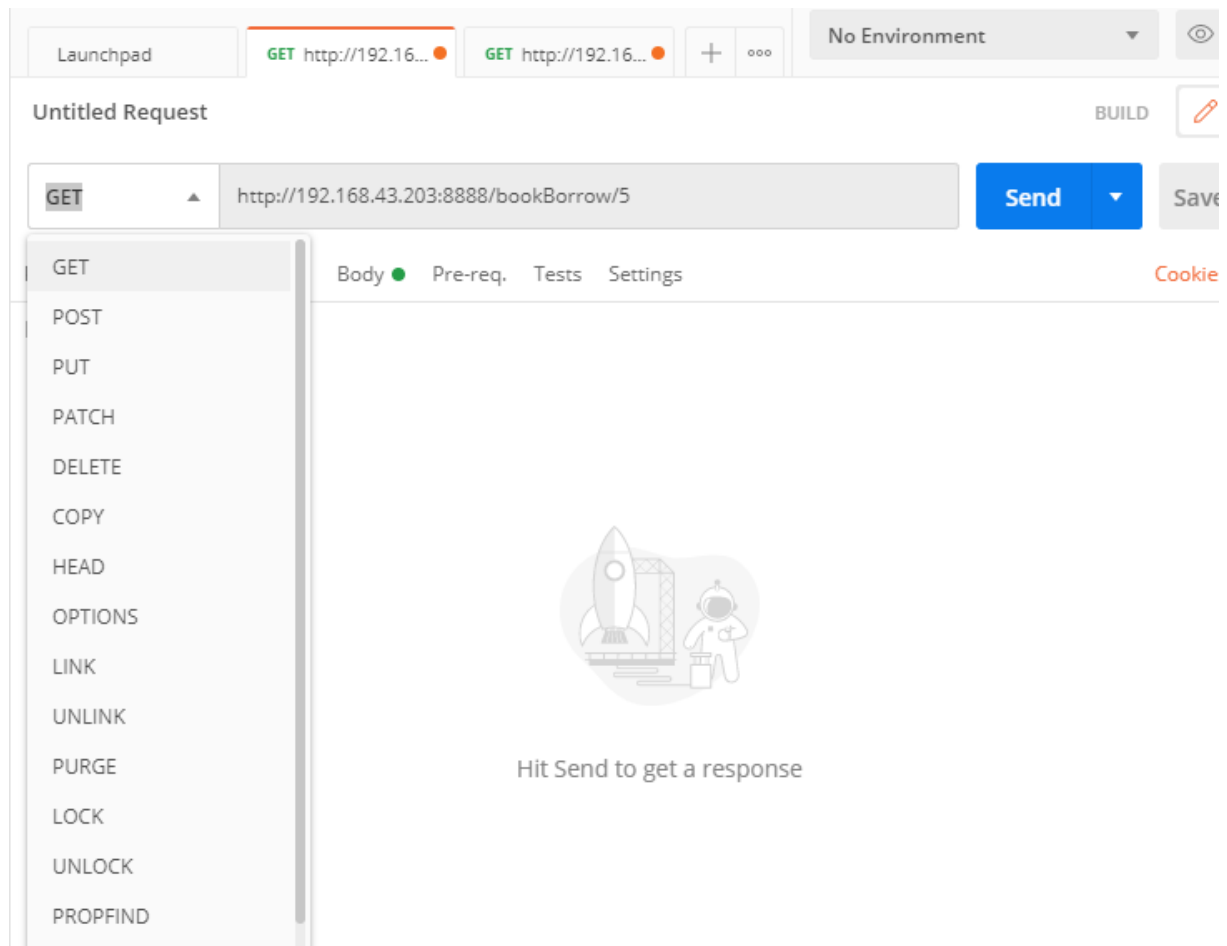 Launchpad
GET http://192.16...
GET http://192.16...
No Environment
Untitled Request
BUILD
GET
http://192.168.43.203:8888/bookBorrow/5
Send
Save
Body
Pre-req.
Tests
Settings
Cookie
GET
POST
PUT
PATCH
DELETE
COPY
HEAD
OPTIONS
LINK
UNLINK
PURGE
LOCK
UNLOCK
PROPFIND
Hit Send to get a response